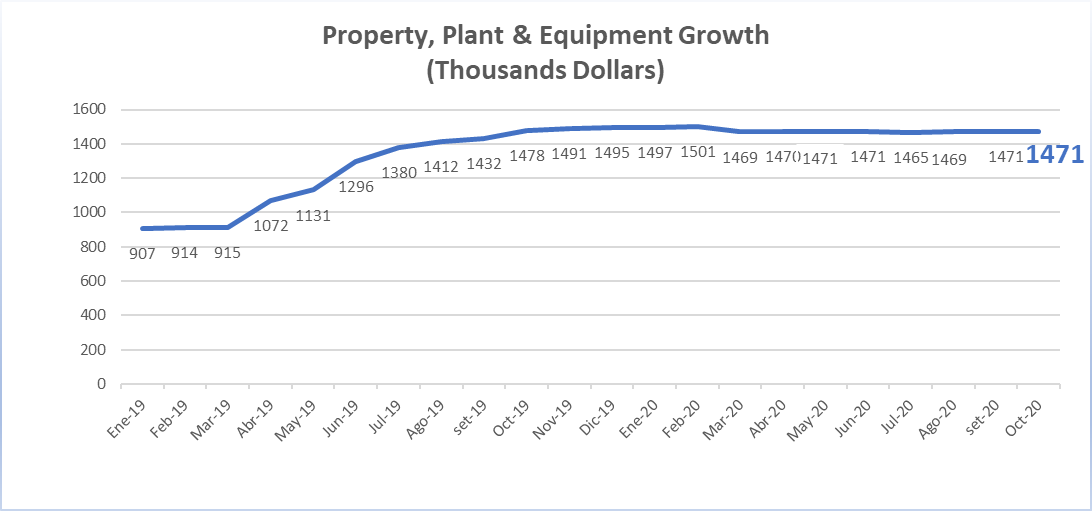 Property, Plant & Equipment Growth
(Thousands Dollars)
1600
1400
1200
1000
800
600
400
200
0
907 914 915 1072 1131 1296 1380 1412 1432 1478 1491 1495 1497 1501 1469 1470 1471 1471 1465 1469 1471 1471
Ene-19 Feb-19 Mar-19 Abr-19 May-19 Jun-19 Jul-19 Ago-19 set-19 Oct-19 Nov-19 Dic-19 Ene-20 Feb-20 Mar-20 Abr-20 May-20 Jun-20 Jul-20 Ago-20 set-20 Oct-20